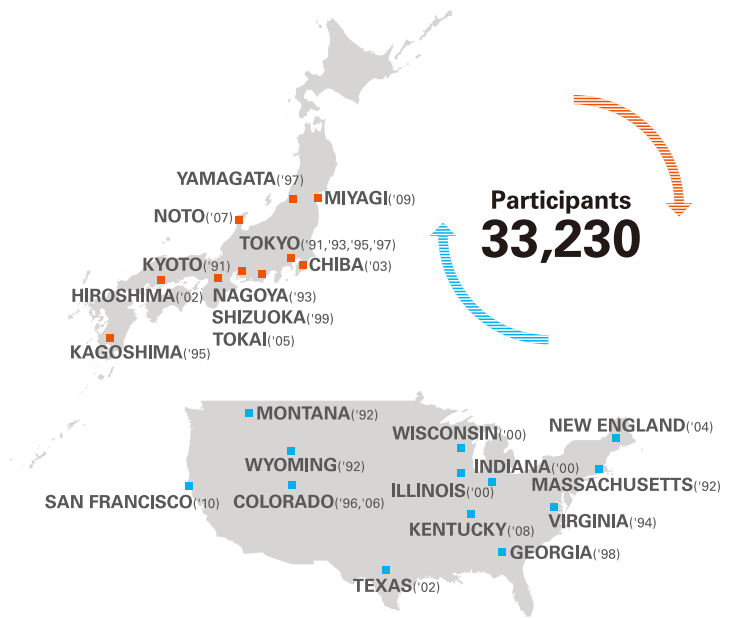 YAMAGATA('97)
MIYAGI('09)
NOTO('07)
Participants
33,230
TOKYO('91,'93,'95,'97)
KYOTO('91)
CHIBA('03)
HIROSHIMA('02)
NAGOYA('93)
SHIZUOKA('99)
TOKAI('05)
KAGOSHIMA('95)
MONTANA('92)
WISCONSIN('00)
NEW ENGLAND('04)
WYOMING('92)
INDIANA('00)
SAN FRANCISCO('10)
COLORADO('96,'06)
ILLINOIS('00)
MASSACHUSETTS('92)
KENTUCKY('08)
VIRGINIA('94)
GEORGIA('98)
TEXAS('02)